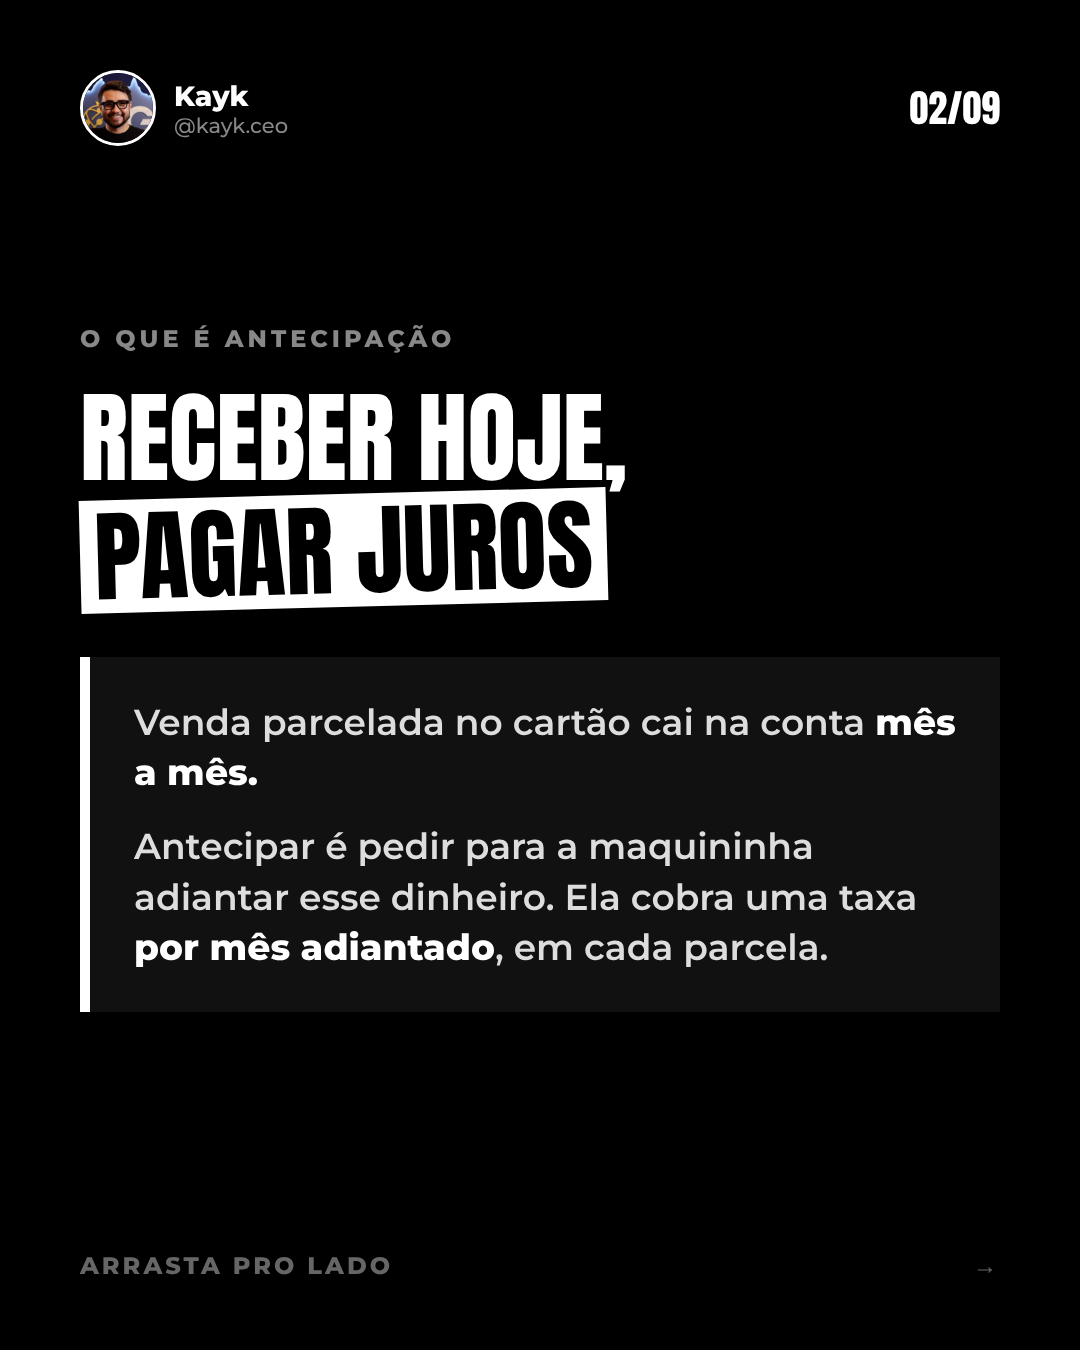 Kayk
@kayk.ceo
02/09
O QUE É ANTECIPAÇÃO
RECEBER HOJE,
PAGAR JUROS
Venda parcelada no cartão cai na conta mês
a mês.
Antecipar é pedir para a maquininha
adiantar esse dinheiro. Ela cobra uma taxa
por mês adiantado, em cada parcela.
ARRASTA PRO LADO →